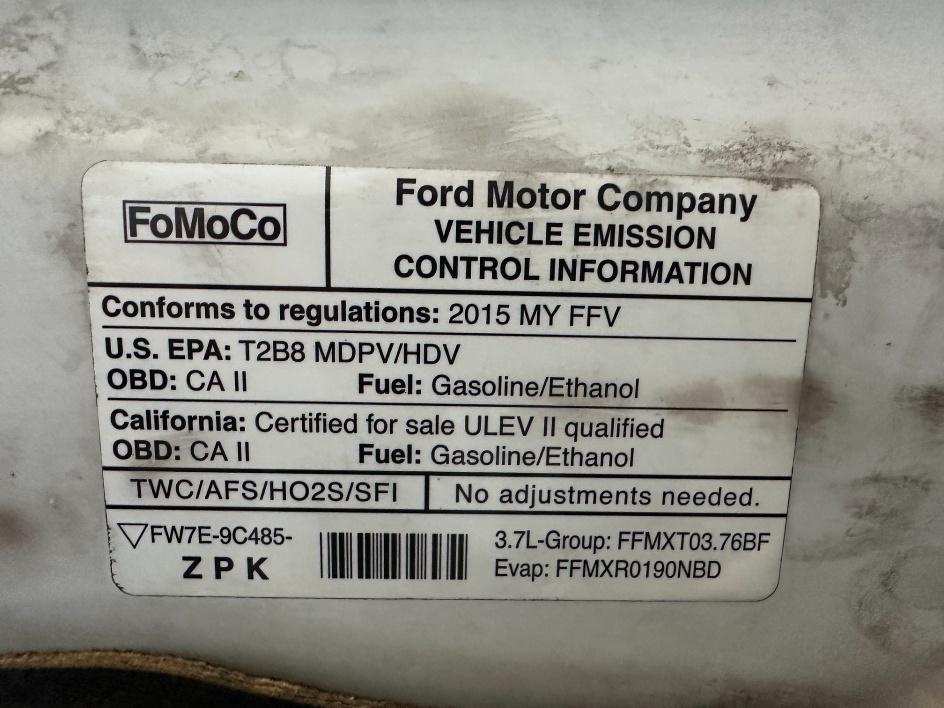 FoMoCo
Ford Motor Company
VEHICLE EMISSION
CONTROL INFORMATION
Conforms to regulations: 2015 MY FFV
U.S. EPA: T2B8 MDPV/HDV
OBD: CA II Fuel: Gasoline/Ethanol
California: Certified for sale ULEV II qualified
OBD: CA II Fuel: Gasoline/Ethanol
TWC/AFS/HO2S/SFI
No adjustments needed.
FW7E-9C485-
Z P K
3.7L-Group: FFMXT03.76BF
Evap: FFMXR0190NBD